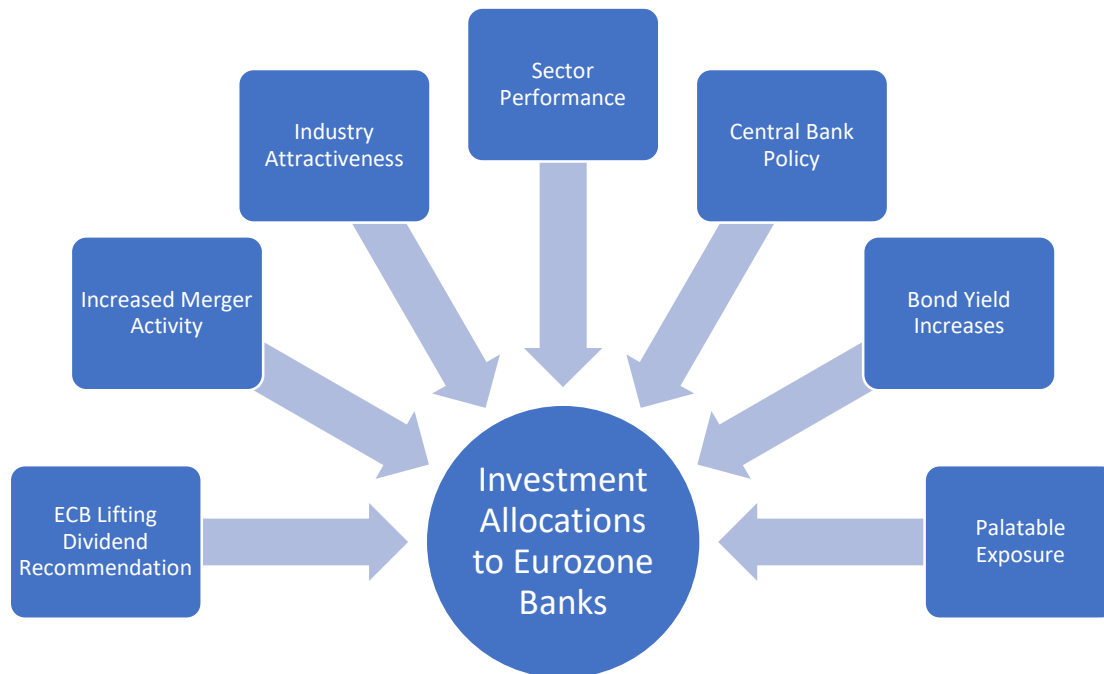 Sector
Performance
Industry
Attractiveness
Central Bank
Policy
Increased Merger
Activity
Bond Yield
Increases
ECB Lifting
Dividend
Recommendation
Investment
Allocations
to Eurozone
Banks
Palatable
Exposure